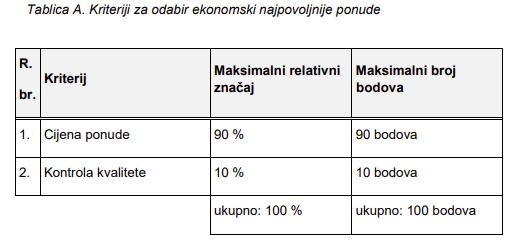 Tablica A. Kriteriji za odabir ekonomski najpovoljnije ponude
R. br. Kriterij Maksimalni relativni značaj Maksimalni broj bodova
1. Cijena ponude 90 % 90 bodova
2. Kontrola kvalitete 10 % 10 bodova
ukupno: 100 % ukupno: 100 bodova